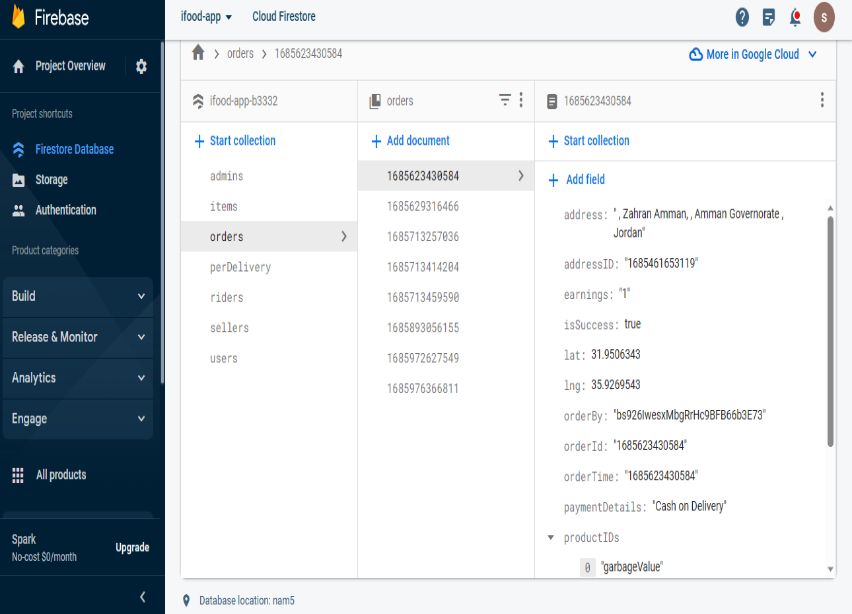 Firebase
ifood-app
Cloud Firestore
S
Project Overview
orders
1685623430584
More in Google Cloud
Project shortcuts
Firestore Database
Storage
Authentication
Product categories
Build
Release & Monitor
Analytics
Engage
All products
Spark
No-cost $0/month
Upgrade
ifood-app-b3332
Start collection
admins
items
orders
perDelivery
riders
sellers
users
orders
Add document
1685623430584
1685629316466
1685713257036
1685713414204
1685713459590
1685893056155
1685972627549
1685976366811
1685623430584
Start collection
Add field
address: " , Zahran Amman, , Amman Governorate ,
Jordan"
addressID: "1685461653119"
earnings: "1"
isSuccess: true
lat: 31.9506343
lng: 35.9269543
orderBy: "bs926IwesxMbgRrHc9BFB66b3E73"
orderId: "1685623430584"
orderTime: "1685623430584"
paymentDetails: "Cash on Delivery"
productIDs
0 "garbageValue"
Database location: nam5